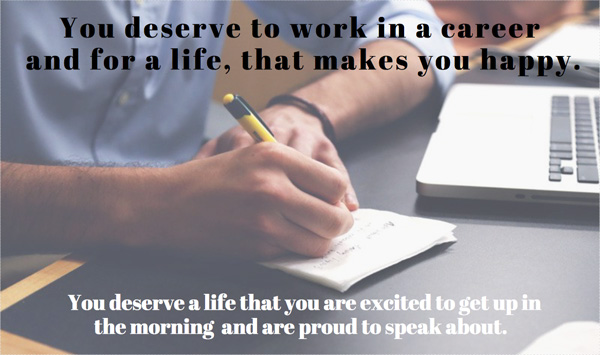 You deserve to work in a career
and for a life, that makes you happy.
You deserve a life that you are excited to get up in
the morning and are proud to speak about.